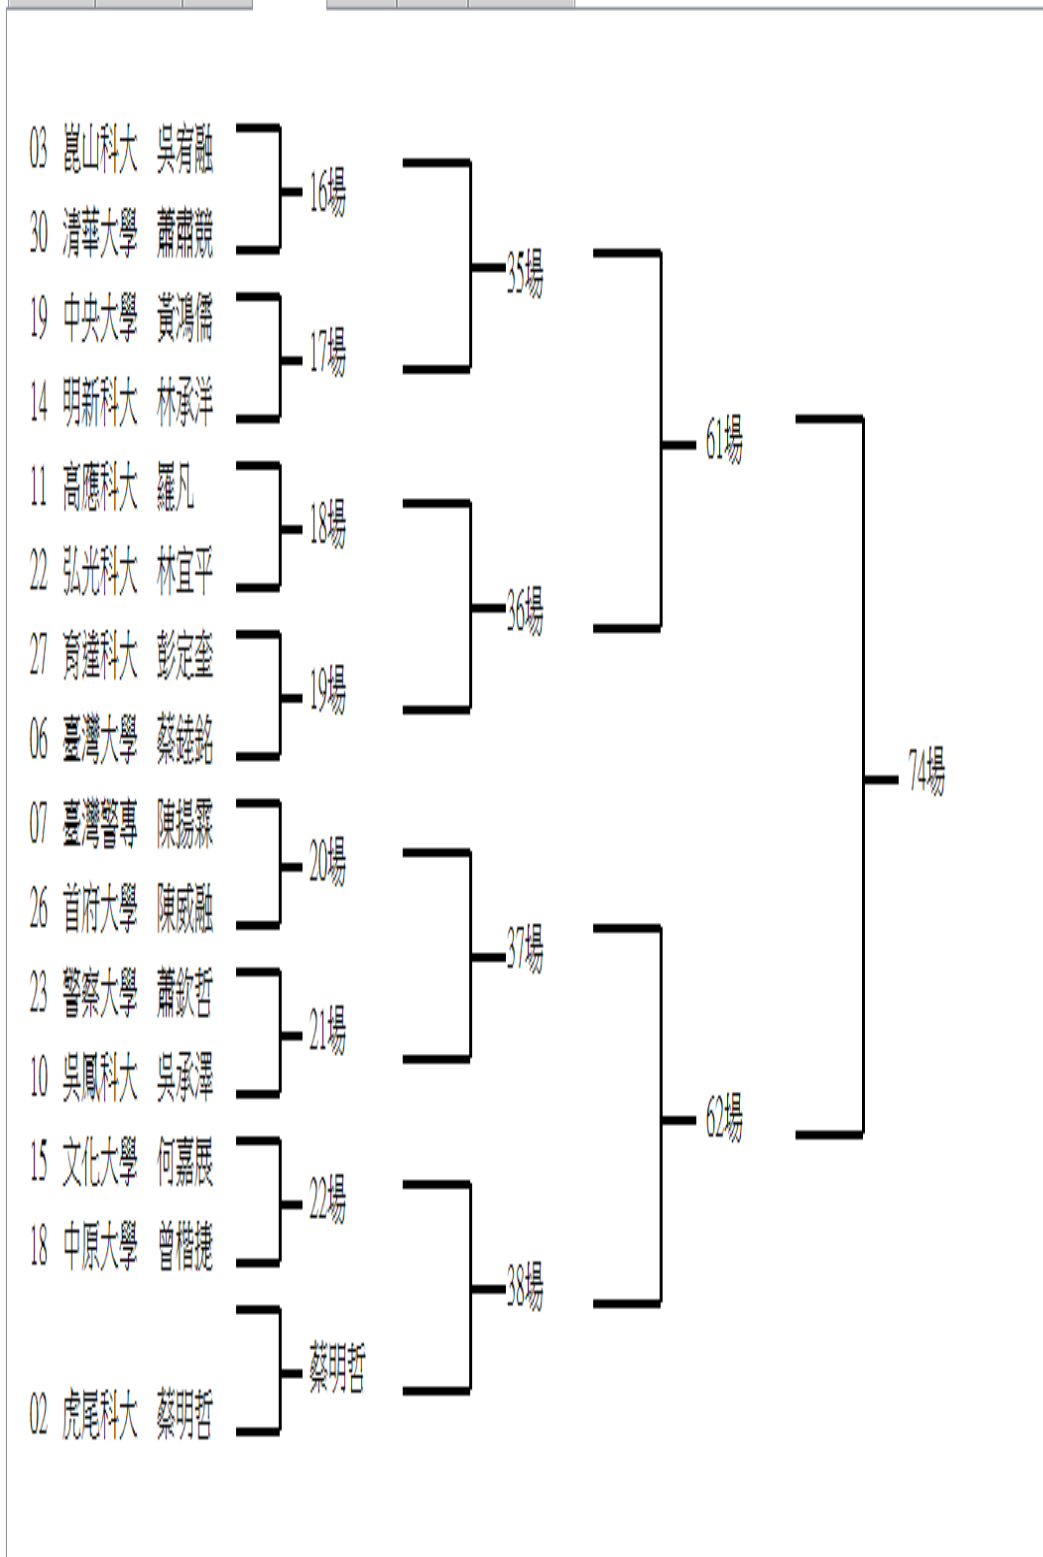 03 崑山科大 吳宥融
16場
30 清華大學 蕭肅競
35場
19 中央大學 黃鴻儒
17場
14 明新科大 林承洋
61場
11 高應科大 羅凡
18場
22 弘光科大 林宜平
36場
27 育達科大 彭定奎
19場
06 臺灣大學 蔡錂銘
74場
07 臺灣警專 陳揚霖
20場
26 首府大學 陳威融
37場
23 警察大學 蕭欽哲
21場
10 吳鳳科大 吳承澤
62場
15 文化大學 何嘉展
22場
18 中原大學 曾楷捷
38場
蔡明哲
02 虎尾科大 蔡明哲